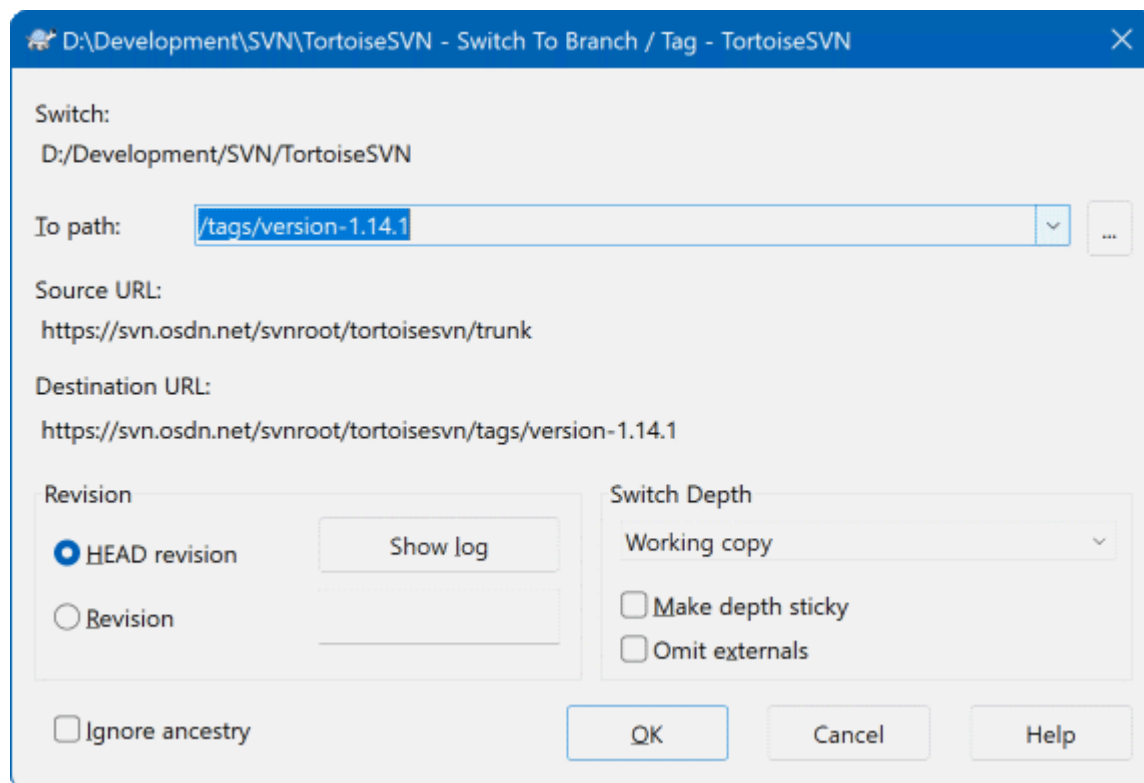 D:\Development\SVN\TortoiseSVN - Switch To Branch / Tag - TortoiseSVN
Switch:
D:/Development/SVN/TortoiseSVN
To path: /tags/version-1.14.1 ...
Source URL:
https://svn.osdn.net/svnroot/tortoisesvn/trunk
Destination URL:
https://svn.osdn.net/svnroot/tortoisesvn/tags/version-1.14.1
Revision
HEAD revision Show log
Revision
Switch Depth
Working copy
Make depth sticky
Omit externals
Ignore ancestry OK Cancel Help